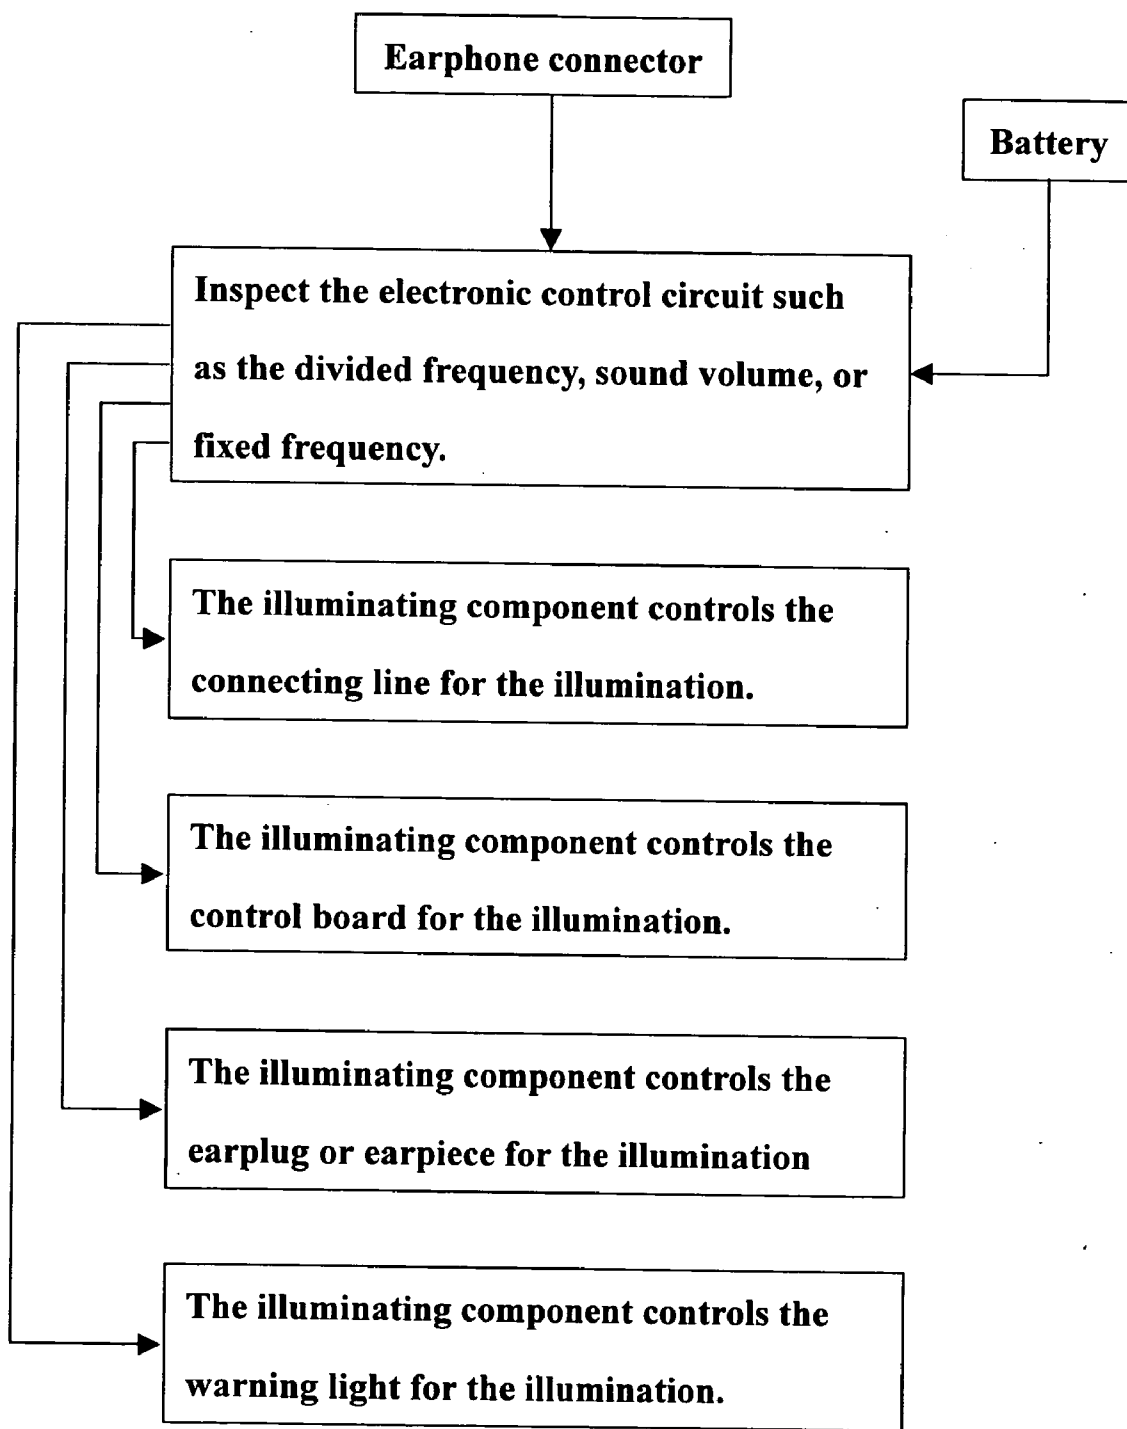 Earphone connector
Battery
Inspect the electronic control circuit such
as the divided frequency, sound volume, or
fixed frequency.
The illuminating component controls the
connecting line for the illumination.
The illuminating component controls the
control board for the illumination.
The illuminating component controls the
earplug or earpiece for the illumination
The illuminating component controls the
warning light for the illumination.